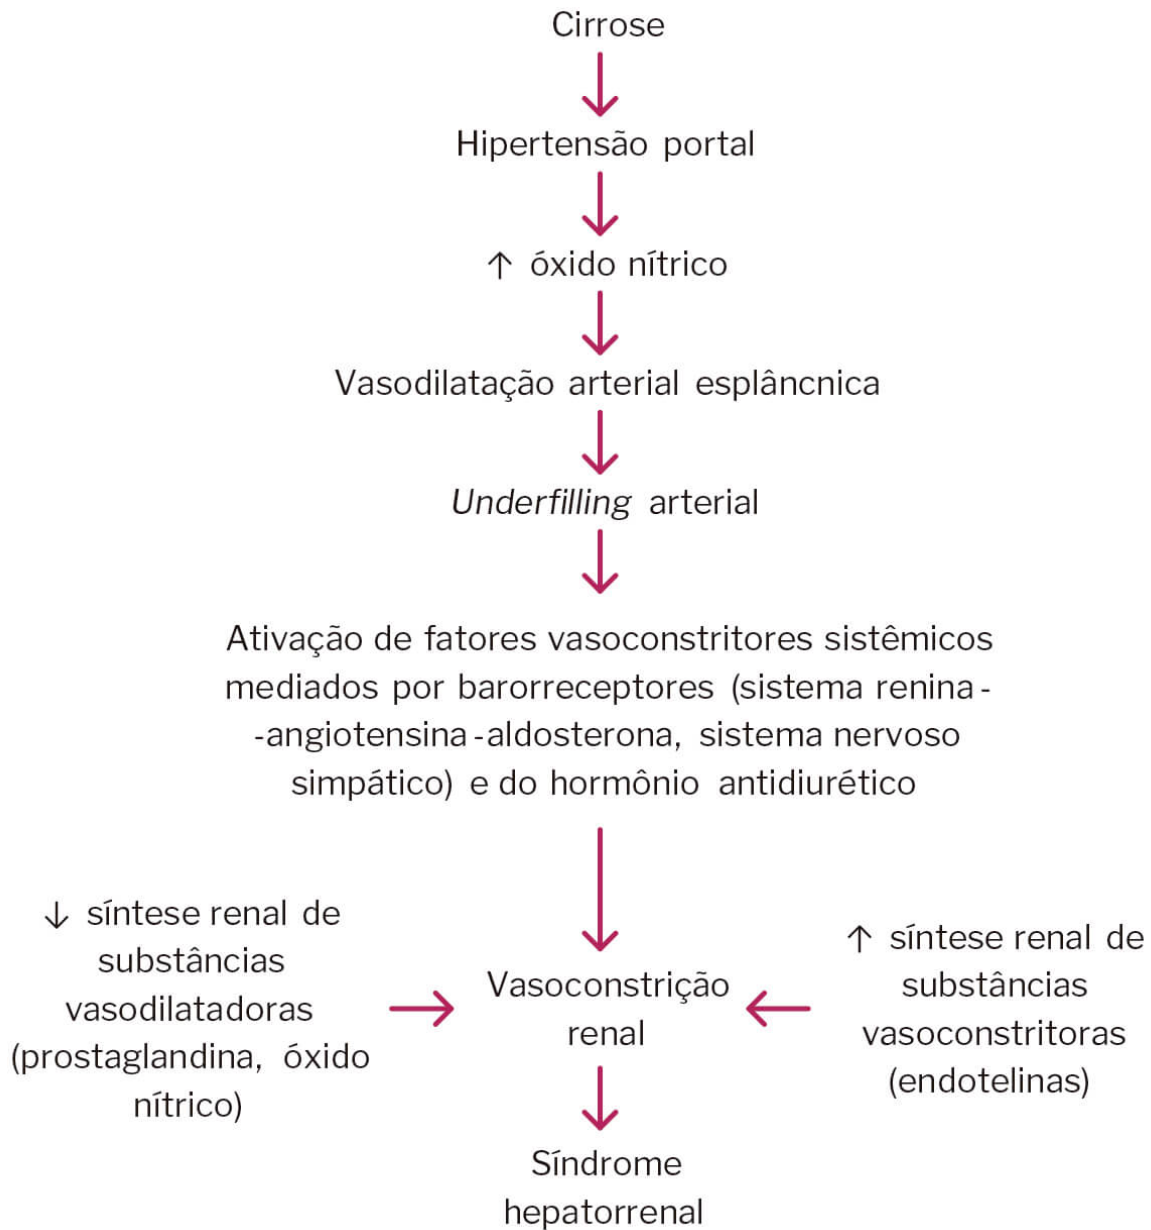 Cirrose
Hipertensão portal
↑ óxido nítrico
Vasodilatação arterial esplâncnica
Underfilling arterial
Ativação de fatores vasoconstritores sistêmicos
mediados por barorreceptores (sistema renina-
-angiotensina-aldosterona, sistema nervoso
simpático) e do hormônio antidiurético
↓ síntese renal de
substâncias
vasodilatadoras
(prostaglandina, óxido
nítrico)
Vasoconstrição
renal
↑ síntese renal de
substâncias
vasoconstritoras
(endotelinas)
Síndrome
hepatorrenal